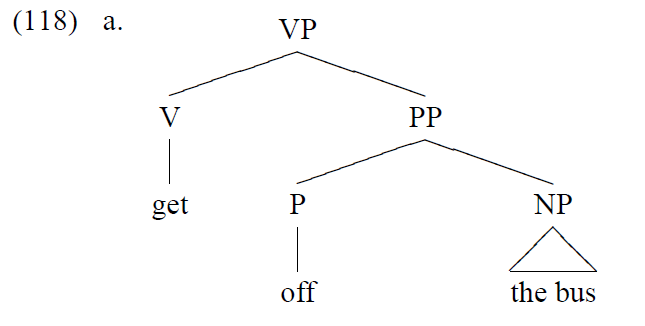 (118) a.
VP
V PP
get P NP
off the bus